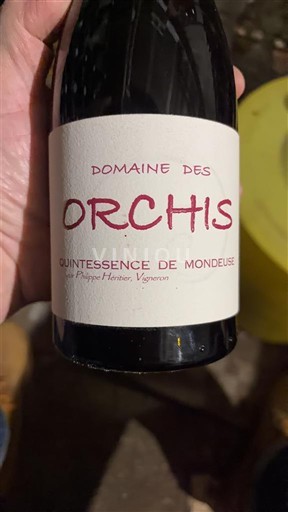 DOMAINE DES
ORCHIS
VINIOU
QUINTESSENCE DE MONDEUSE
par Philippe Héritier, Vigneron